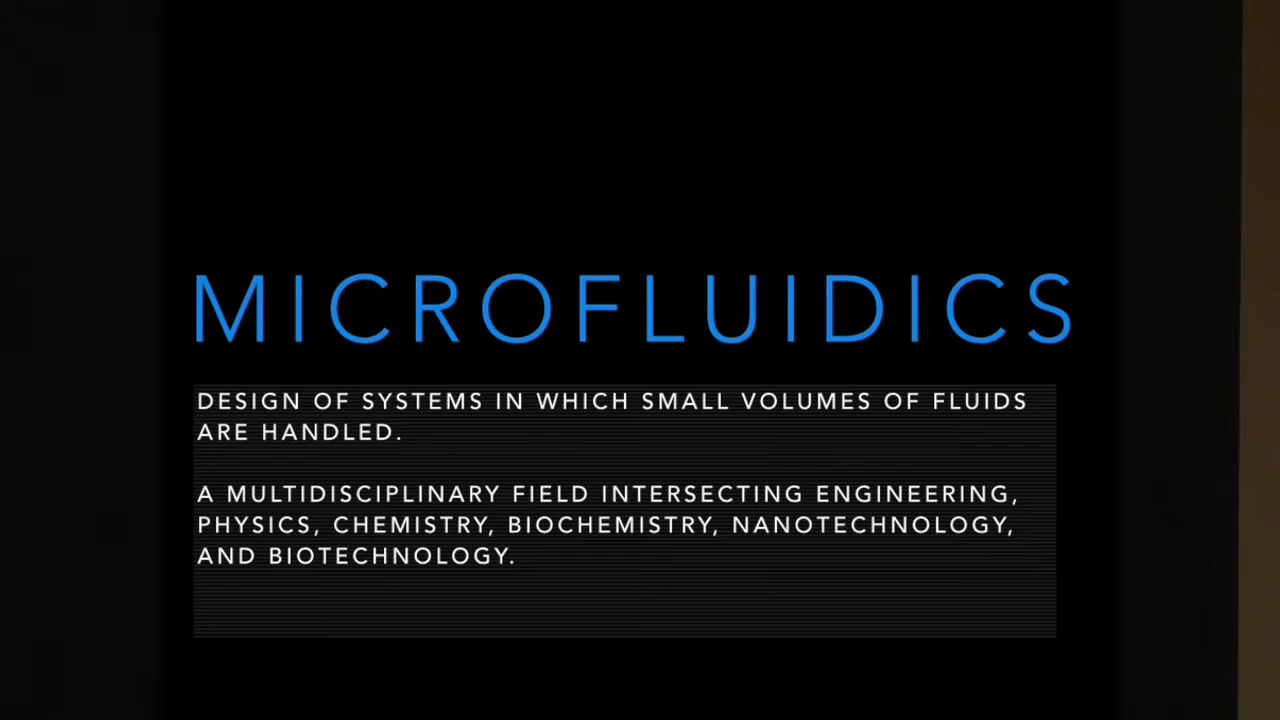 MICROFLUIDICS
DESIGN OF SYSTEMS IN WHICH SMALL VOLUMES OF FLUIDS
ARE HANDLED.
A MULTIDISCIPLINARY FIELD INTERSECTING ENGINEERING,
PHYSICS, CHEMISTRY, BIOCHEMISTRY, NANOTECHNOLOGY,
AND BIOTECHNOLOGY.